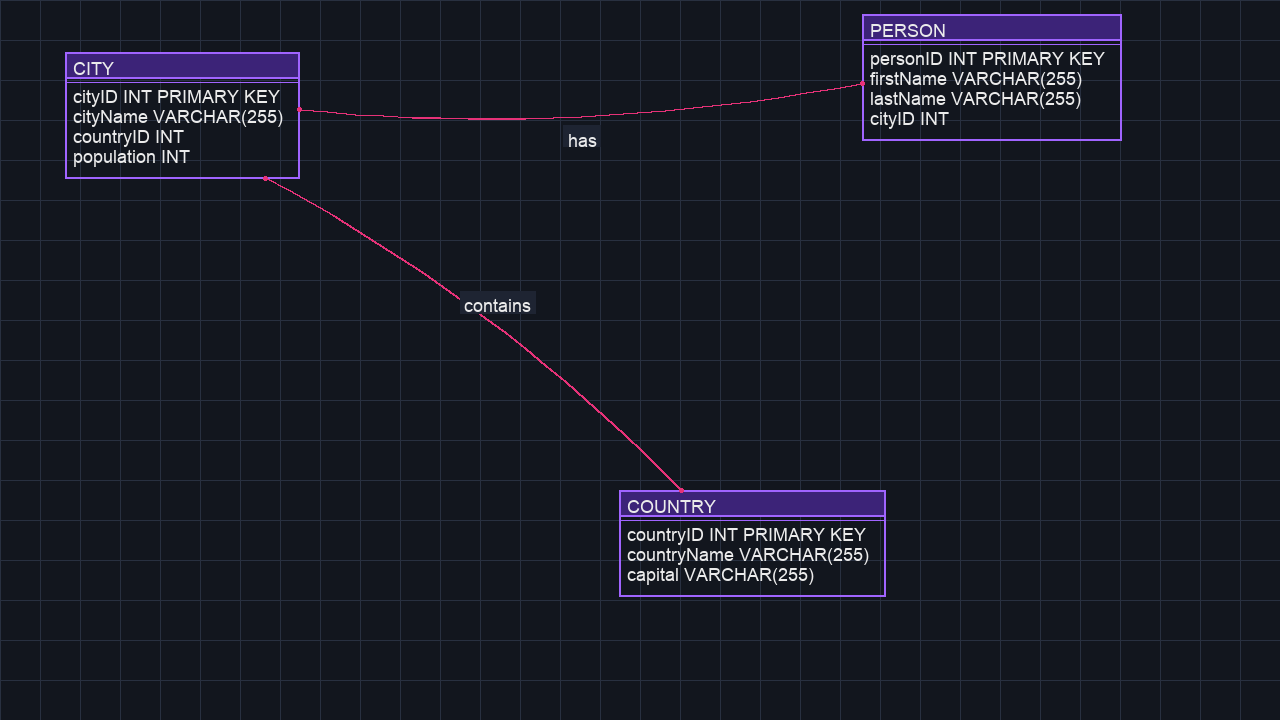 CITY
cityID INT PRIMARY KEY
cityName VARCHAR(255)
countryID INT
population INT
PERSON
personID INT PRIMARY KEY
firstName VARCHAR(255)
lastName VARCHAR(255)
cityID INT
has
contains
COUNTRY
countryID INT PRIMARY KEY
countryName VARCHAR(255)
capital VARCHAR(255)